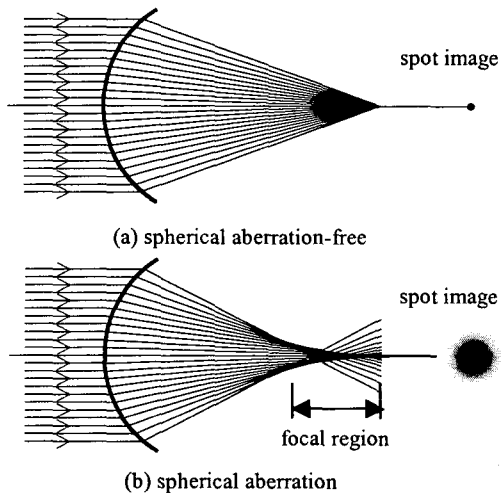 spot image
(a) spherical aberration-free
spot image
focal region
(b) spherical aberration